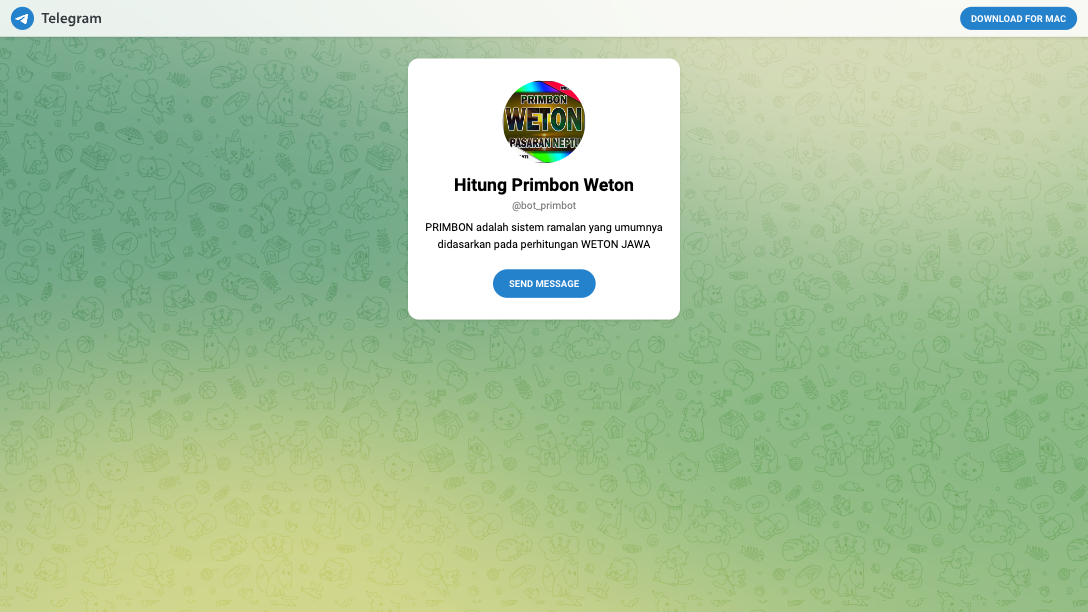 Telegram
DOWNLOAD FOR MAC
PRIMBON
WETON
PASARAN NEPTU
Hitung Primbon Weton
@bot_primbot
PRIMBON adalah sistem ramalan yang umumnya
didasarkan pada perhitungan WETON JAWA
SEND MESSAGE